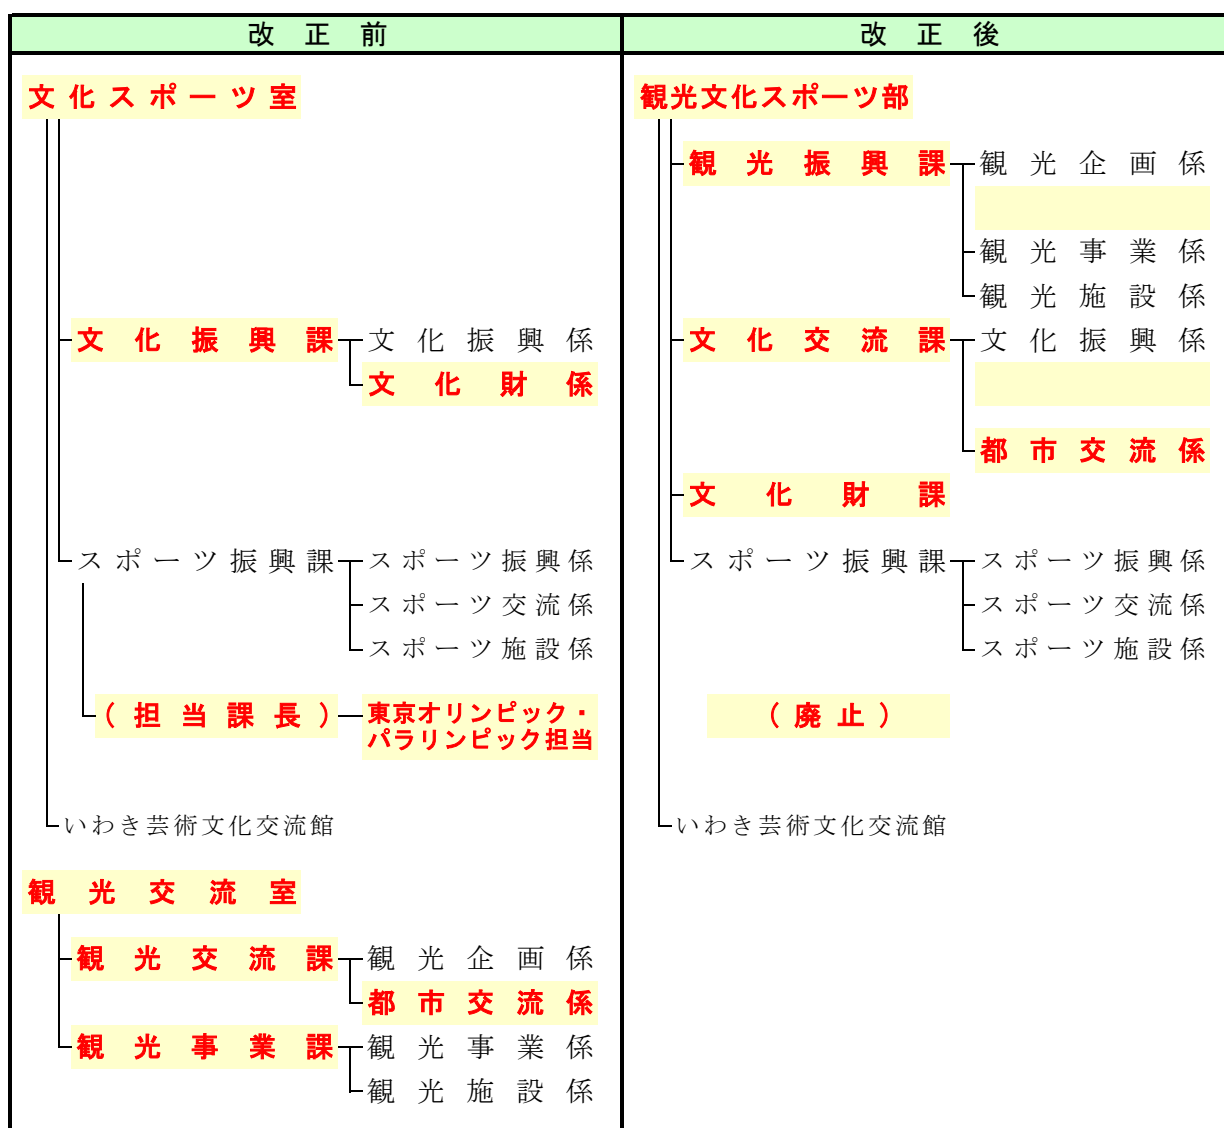 改正前
改正後
文化スポーツ室
文化振興課 文化振興係
文化財係
スポーツ振興課 スポーツ振興係
スポーツ交流係
スポーツ施設係
(担当課長) 東京オリンピック・
パラリンピック担当
いわき芸術文化交流館
観光交流室
観光交流課 観光企画係
都市交流係
観光事業課 観光事業係
観光施設係
観光文化スポーツ部
観光振興課 観光企画係
観光事業係
観光施設係
文化交流課 文化振興係
都市交流係
文化財課
スポーツ振興課 スポーツ振興係
スポーツ交流係
スポーツ施設係
(廃止)
いわき芸術文化交流館